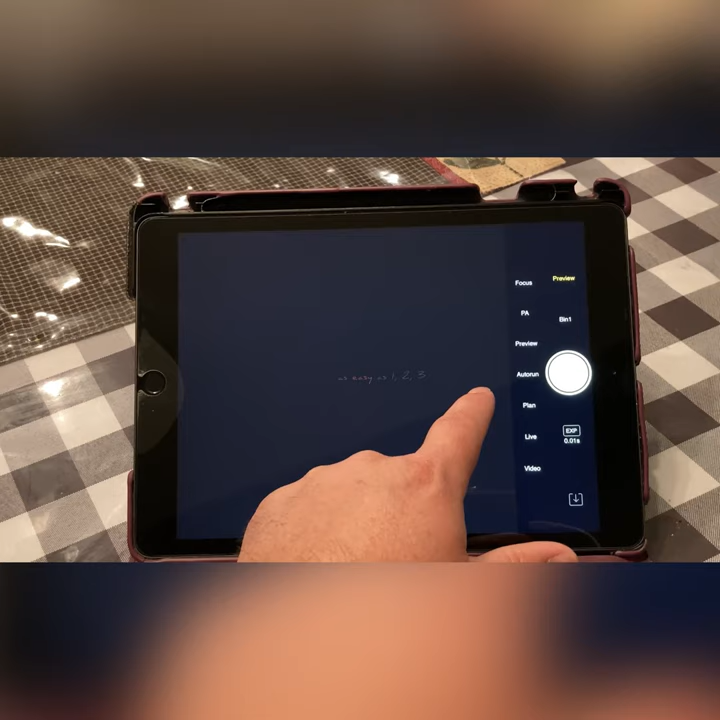 as easy as 1, 2, 3
Focus
Preview
PA
Bin1
Preview
Autorun
Plan
EXP
0.01s
Live
Video